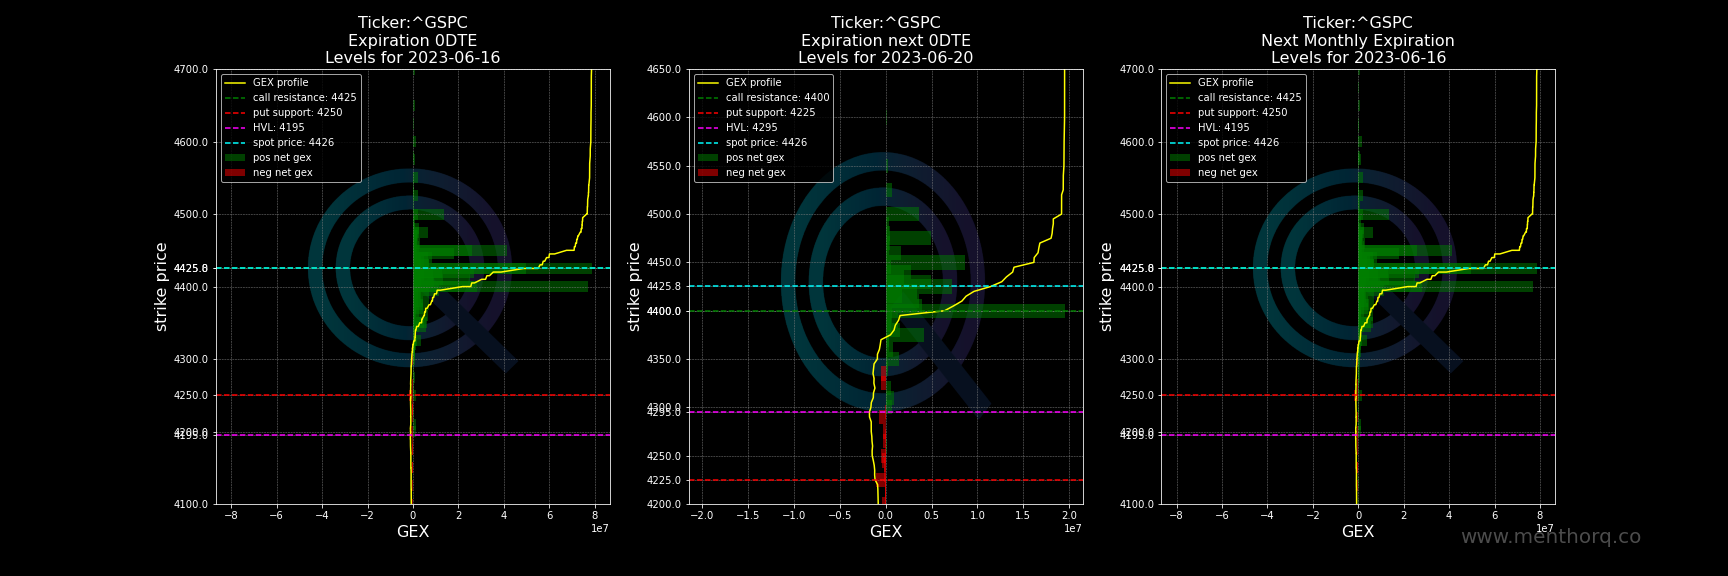 Ticker:^GSPC
Expiration 0DTE
Levels for 2023-06-16
4700.0
4600.0
4500.0
4425.8
4400.0
4300.0
4250.0
4200.0
4195.0
4100.0
strike price
GEX profile
call resistance: 4425
put support: 4250
HVL: 4195
spot price: 4426
pos net gex
neg net gex
−8 −6 −4 −2 0 2 4 6 8
1e7
GEX
Ticker:^GSPC
Expiration next 0DTE
Levels for 2023-06-20
4650.0
4600.0
4550.0
4500.0
4450.0
4425.8
4400.0
4350.0
4300.0
4295.0
4250.0
4225.0
4200.0
strike price
GEX profile
call resistance: 4400
put support: 4225
HVL: 4295
spot price: 4426
pos net gex
neg net gex
−2.0 −1.5 −1.0 −0.5 0.0 0.5 1.0 1.5 2.0
1e7
GEX
Ticker:^GSPC
Next Monthly Expiration
Levels for 2023-06-16
4700.0
4600.0
4500.0
4425.8
4400.0
4300.0
4250.0
4200.0
4195.0
4100.0
strike price
GEX profile
call resistance: 4425
put support: 4250
HVL: 4195
spot price: 4426
pos net gex
neg net gex
−8 −6 −4 −2 0 2 4 6 8
1e7
GEX
www.menthorq.co